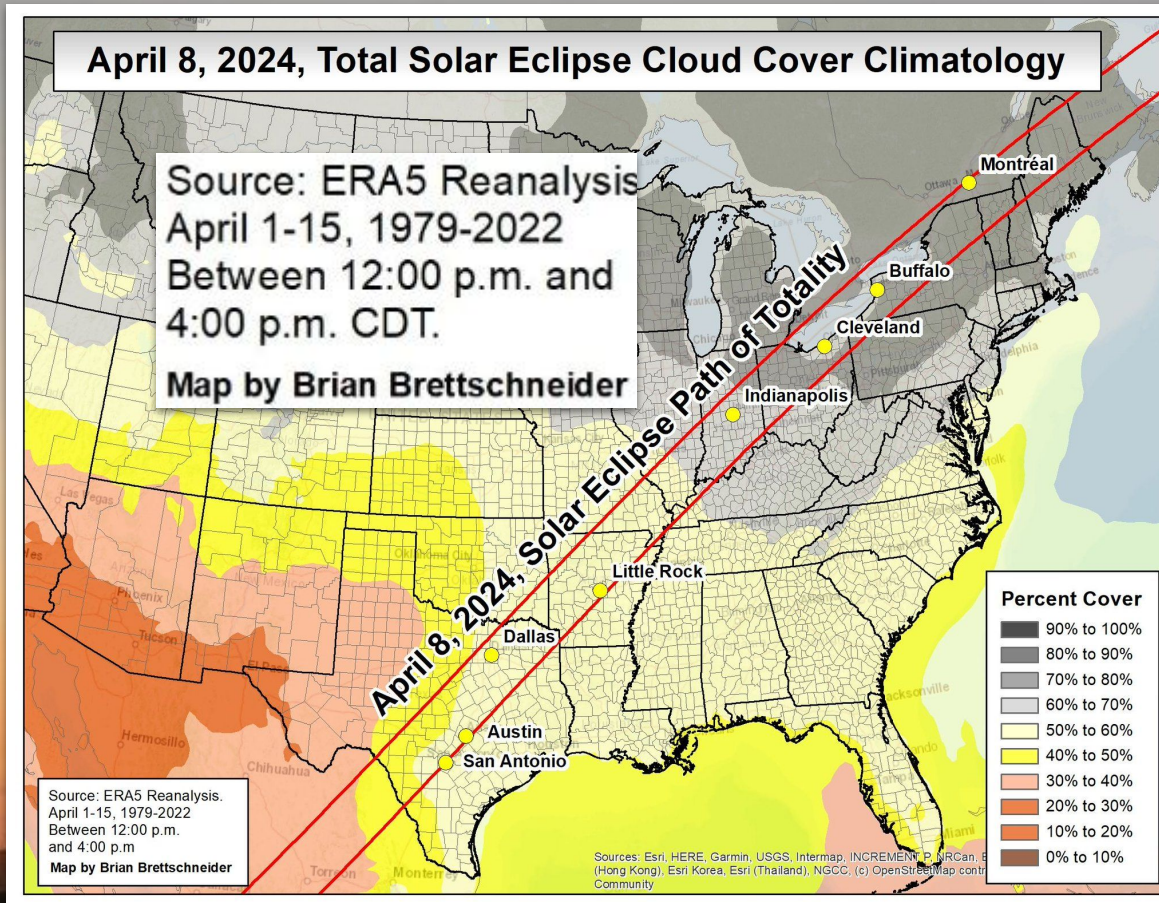 April 8, 2024, Total Solar Eclipse Cloud Cover Climatology
Source: ERA5 Reanalysis
April 1-15, 1979-2022
Between 12:00 p.m. and
4:00 p.m. CDT.
Map by Brian Brettschneider
April 8, 2024, Solar Eclipse Path of Totality
Montréal
Ottawa
Buffalo
Cleveland
Pittsburgh
Indianapolis
Kansas City
Las Vegas
Oklahoma City
Little Rock
Phoenix
Tucson
Dallas
El Paso
Austin
San Antonio
Hermosillo
Chihuahua
Jacksonville
Miami
Torreon
Monterrey
Percent Cover
90% to 100%
80% to 90%
70% to 80%
60% to 70%
50% to 60%
40% to 50%
30% to 40%
20% to 30%
10% to 20%
0% to 10%
Source: ERA5 Reanalysis.
April 1-15, 1979-2022
Between 12:00 p.m.
and 4:00 p.m
Map by Brian Brettschneider
Sources: Esri, HERE, Garmin, USGS, Intermap, INCREMENT P, NRCan,
(Hong Kong), Esri Korea, Esri (Thailand), NGCC, (c) OpenStreetMap
Community